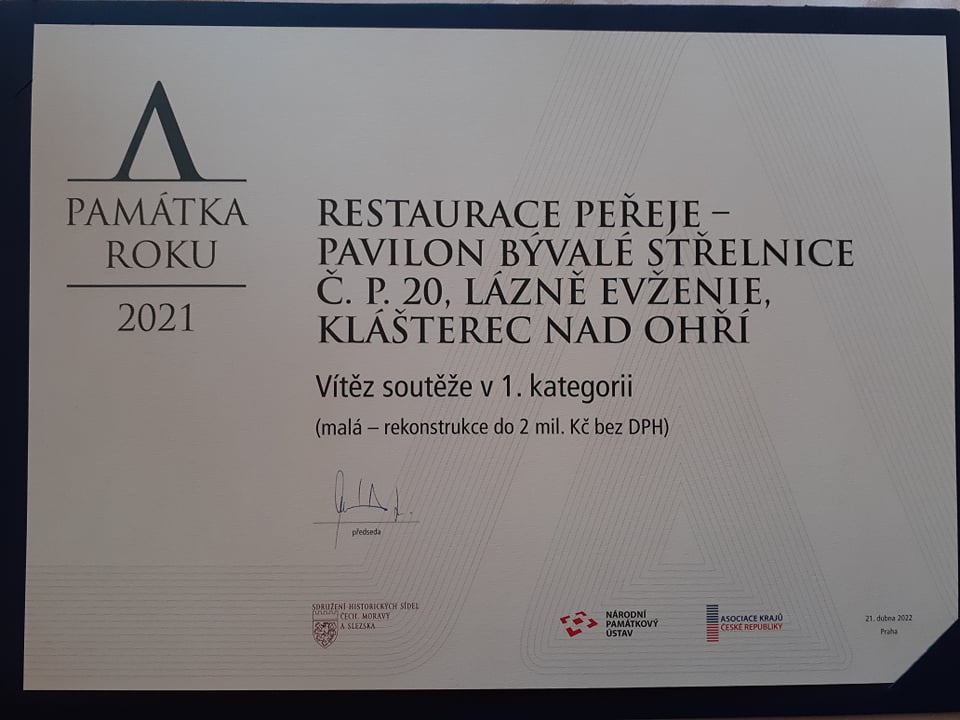 PAMÁTKA
ROKU
2021
RESTAURACE PEŘEJE –
PAVILON BÝVALÉ STŘELNICE
Č. P. 20, LÁZNĚ EVŽENIE,
KLÁŠTEREC NAD OHŘÍ
Vítěz soutěže v 1. kategorii
(malá – rekonstrukce do 2 mil. Kč bez DPH)
předseda
SDRUŽENÍ HISTORICKÝCH SÍDEL
ČECH, MORAVY
A SLEZSKA
NÁRODNÍ
PAMÁTKOVÝ
ÚSTAV
ASOCIACE KRAJŮ
ČESKÉ REPUBLIKY
21. dubna 2022
Praha